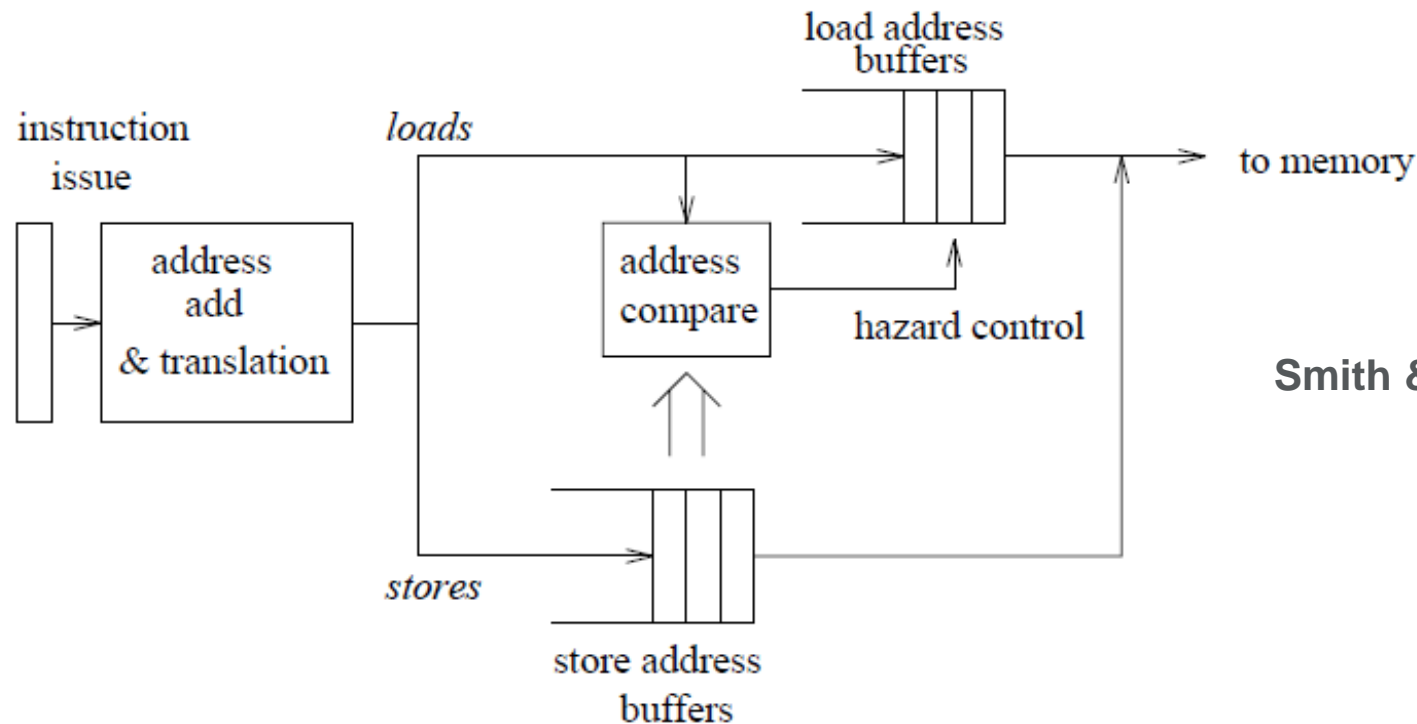 load address
buffers
instruction
issue
loads
to memory
address
add
& translation
address
compare
hazard control
Smith &
stores
store address
buffers